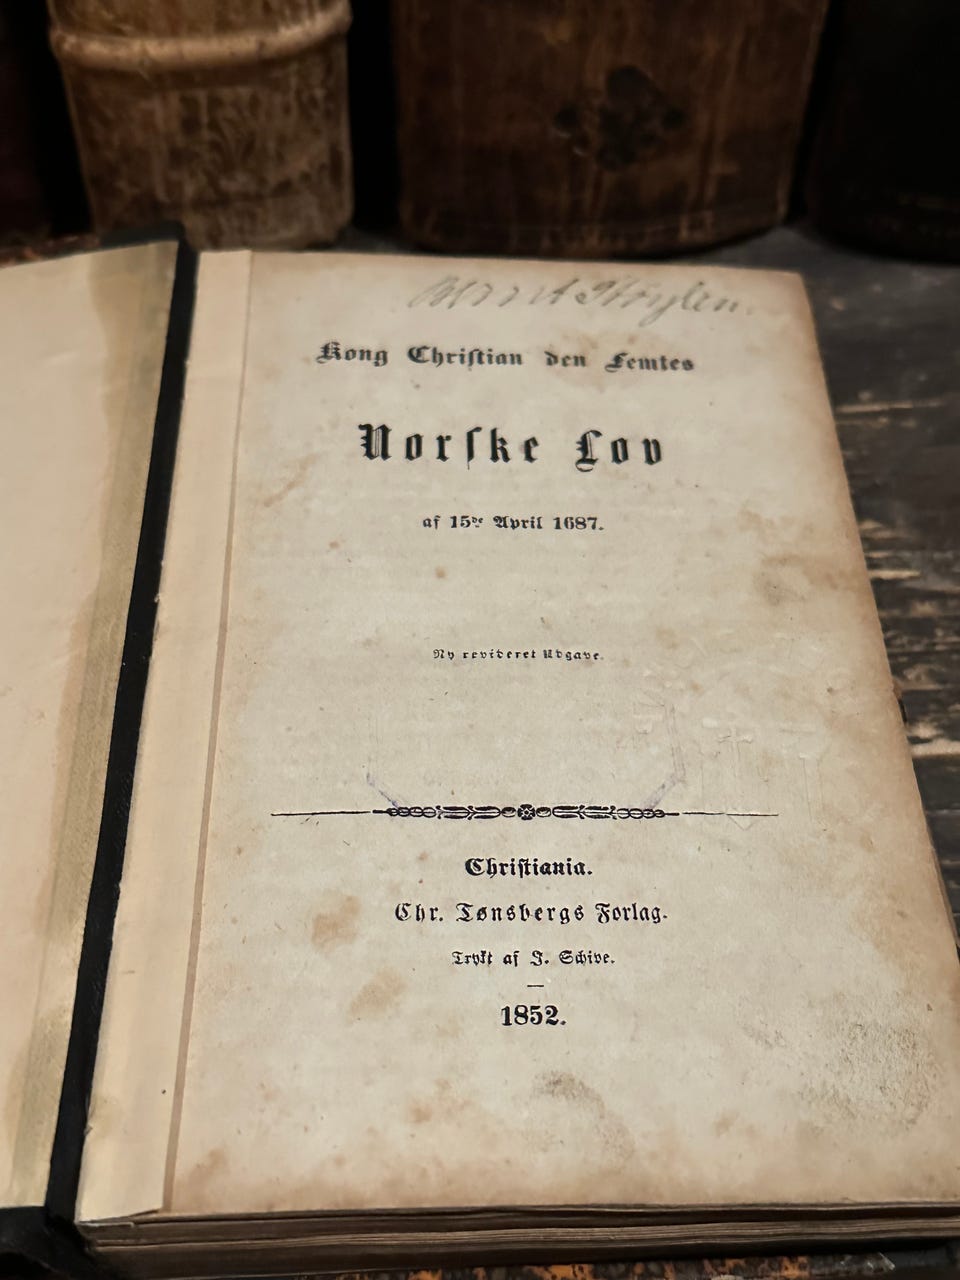 Kong Christian den Femtes
Norske Lov
af 15de April 1687.
Ny revideret Udgave.
Christiania.
Chr. Tønsbergs Forlag.
Trykt af J. Schive.
1852.